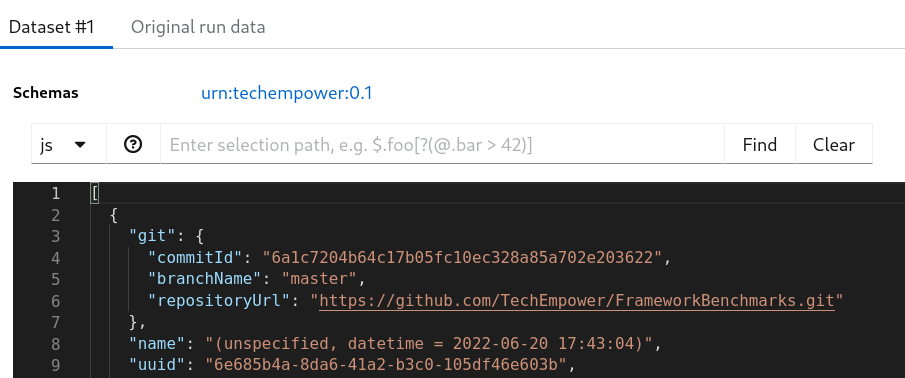 Dataset #1 Original run data
Schemas urn:techempower:0.1
js Enter selection path, e.g. $.foo[?(@.bar > 42)] Find Clear
1 [
2 {
3 "git": {
4 "commitId": "6a1c7204b64c17b05fc10ec328a85a702e203622",
5 "branchName": "master",
6 "repositoryUrl": "https://github.com/TechEmpower/FrameworkBenchmarks.git"
7 },
8 "name": "(unspecified, datetime = 2022-06-20 17:43:04)",
9 "uuid": "6e685b4a-8da6-41a2-b3c0-105df46e603b",